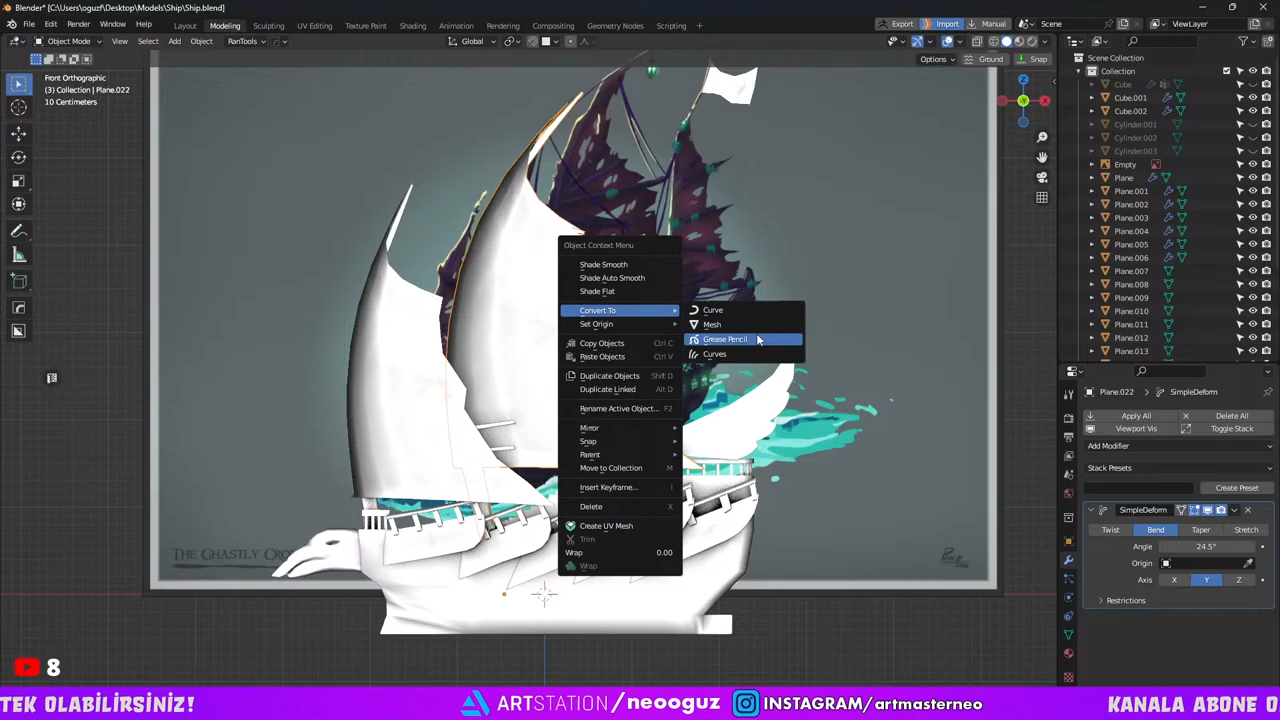 Blender* [C:\Users\oguzt\Desktop\Models\Ship\Ship.blend]
File Edit Render Window Help Layout Modeling Sculpting UV Editing Texture Paint Shading Animation Rendering Compositing Geometry Nodes Scripting + Export Import Manual Scene ViewLayer
Object Mode View Select Add Object RanTools Global
Options Ground Snap
Front Orthographic
(3) Collection | Plane.022
10 Centimeters
Z
Y
X
Scene Collection
Collection
Cube
Cube.001
Cube.002
Cylinder.001
Cylinder.002
Cylinder.003
Empty
Plane
Plane.001
Plane.002
Plane.003
Plane.004
Plane.005
Plane.006
Plane.007
Plane.008
Plane.009
Plane.010
Plane.011
Plane.012
Plane.013
Object Context Menu
Shade Smooth
Shade Auto Smooth
Shade Flat
Convert To
Set Origin
Copy Objects Ctrl C
Paste Objects Ctrl V
Duplicate Objects Shift D
Duplicate Linked Alt D
Rename Active Object... F2
Mirror
Snap
Parent
Move to Collection M
Insert Keyframe... I
Delete X
Create UV Mesh
Trim
Wrap 0.00
Wrap
Curve
Mesh
Grease Pencil
Curves
Plane.022 SimpleDeform
Apply All Delete All
Viewport Vis Toggle Stack
Add Modifier
Stack Presets
Create Preset
SimpleDeform
Twist Bend Taper Stretch
Angle 24.5°
Origin
Axis X Y Z
Restrictions
THE GHASTLY CRO
8
TEK OLABİLİRSİNİZ! ARTSTATION/neooguz INSTAGRAM/artmasterneo KANALA ABONE O